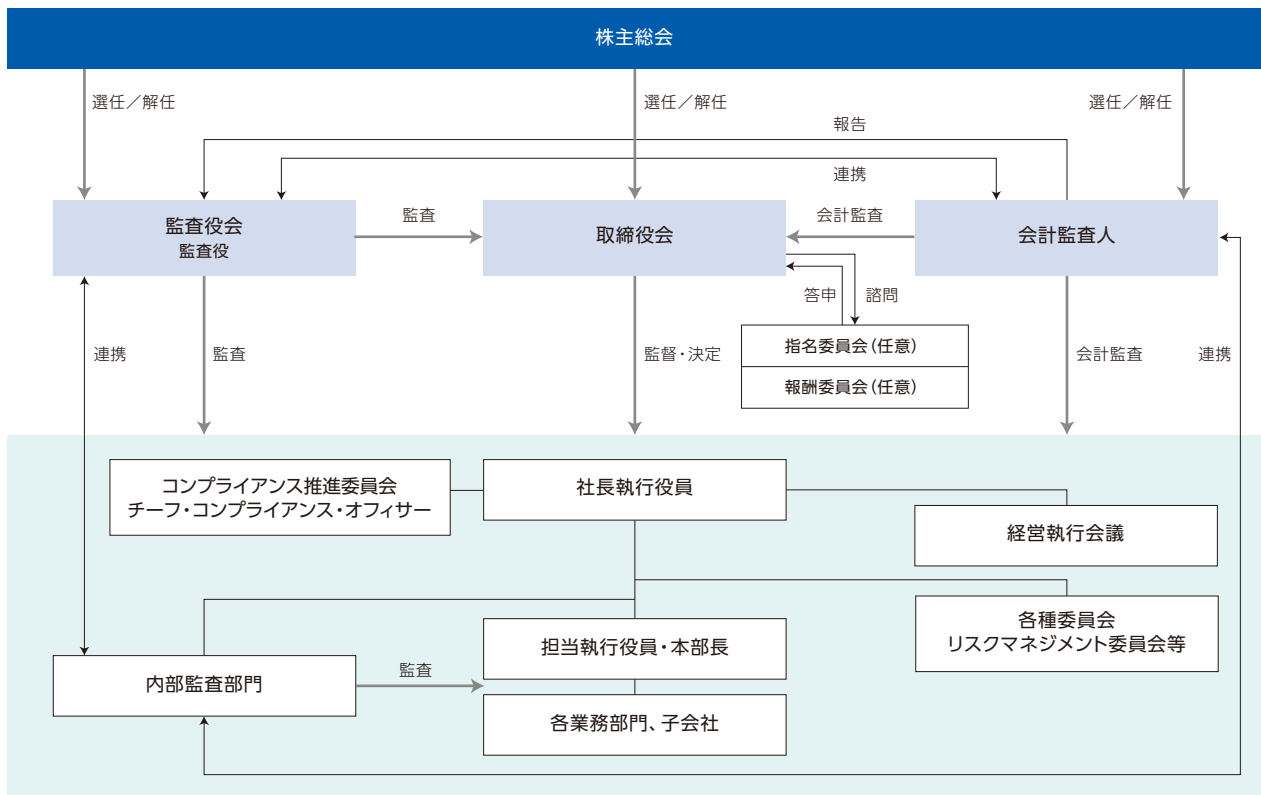 株主総会
選任／解任
選任／解任
選任／解任
報告
連携
監査役会
監査役
監査
取締役会
会計監査
会計監査人
答申
諮問
連携
監査
監督・決定
指名委員会（任意）
報酬委員会（任意）
会計監査
連携
コンプライアンス推進委員会
チーフ・コンプライアンス・オフィサー
社長執行役員
経営執行会議
各種委員会
リスクマネジメント委員会等
担当執行役員・本部長
内部監査部門
監査
各業務部門、子会社